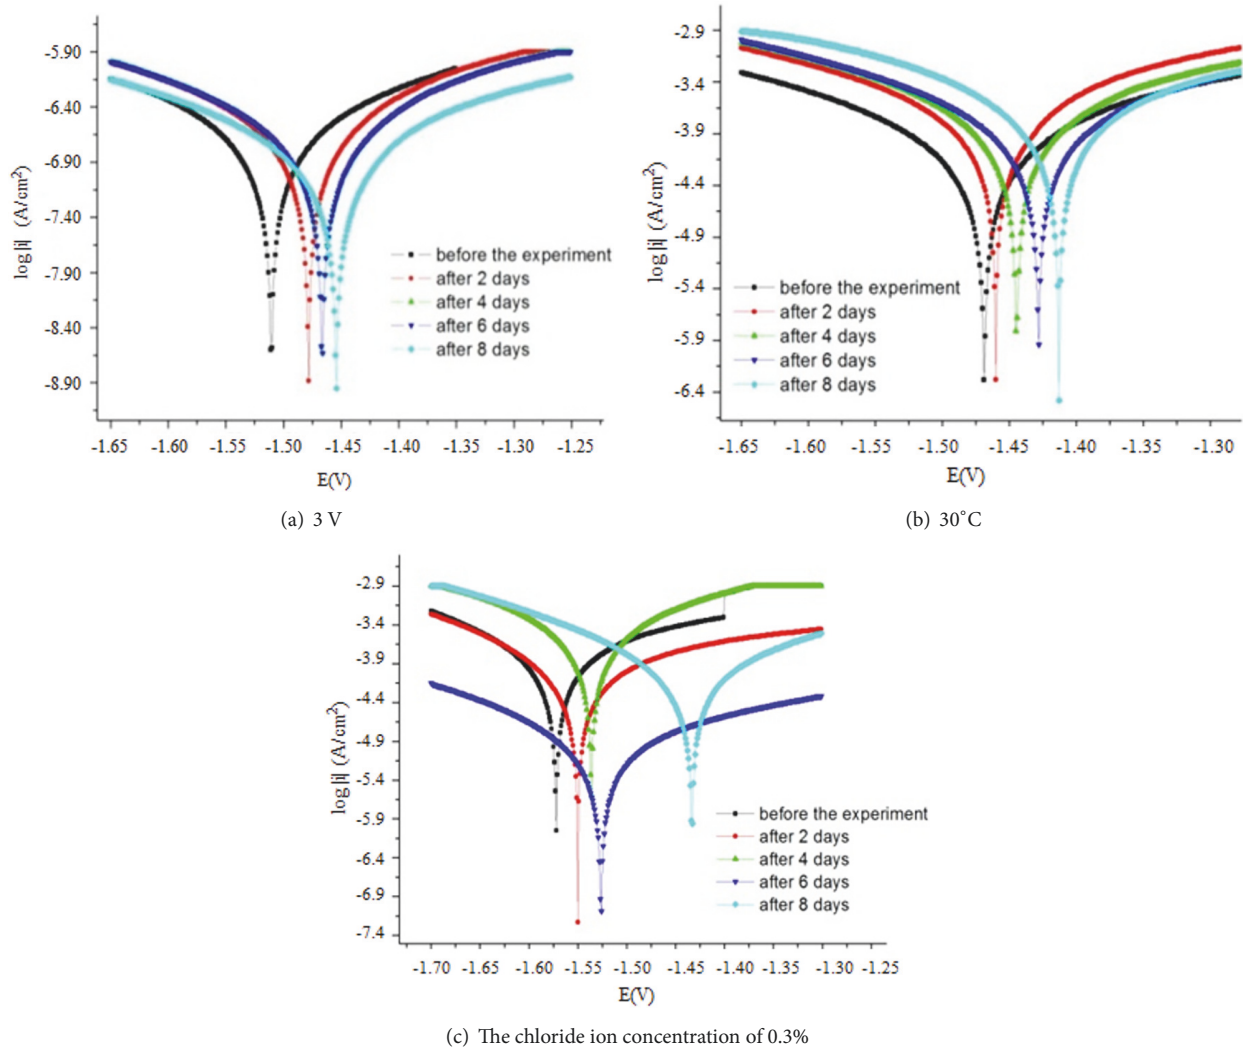 -5.90
-6.40
-6.90
-7.40
-7.90
-8.40
-8.90
log|i| (A/cm²)
before the experiment
after 2 days
after 4 days
after 6 days
after 8 days
-1.65 -1.60 -1.55 -1.50 -1.45 -1.40 -1.35 -1.30 -1.25
E(V)
(a) 3 V
-2.9
-3.4
-3.9
-4.4
-4.9
-5.4
-5.9
-6.4
log|i| (A/cm²)
before the experiment
after 2 days
after 4 days
after 6 days
after 8 days
-1.65 -1.60 -1.55 -1.50 -1.45 -1.40 -1.35 -1.30
E(V)
(b) 30°C
-2.9
-3.4
-3.9
-4.4
-4.9
-5.4
-5.9
-6.4
-6.9
-7.4
log|i| (A/cm²)
before the experiment
after 2 days
after 4 days
after 6 days
after 8 days
-1.70 -1.65 -1.55 -1.50 -1.45 -1.40 -1.35 -1.30 -1.25
E(V)
(c) The chloride ion concentration of 0.3%